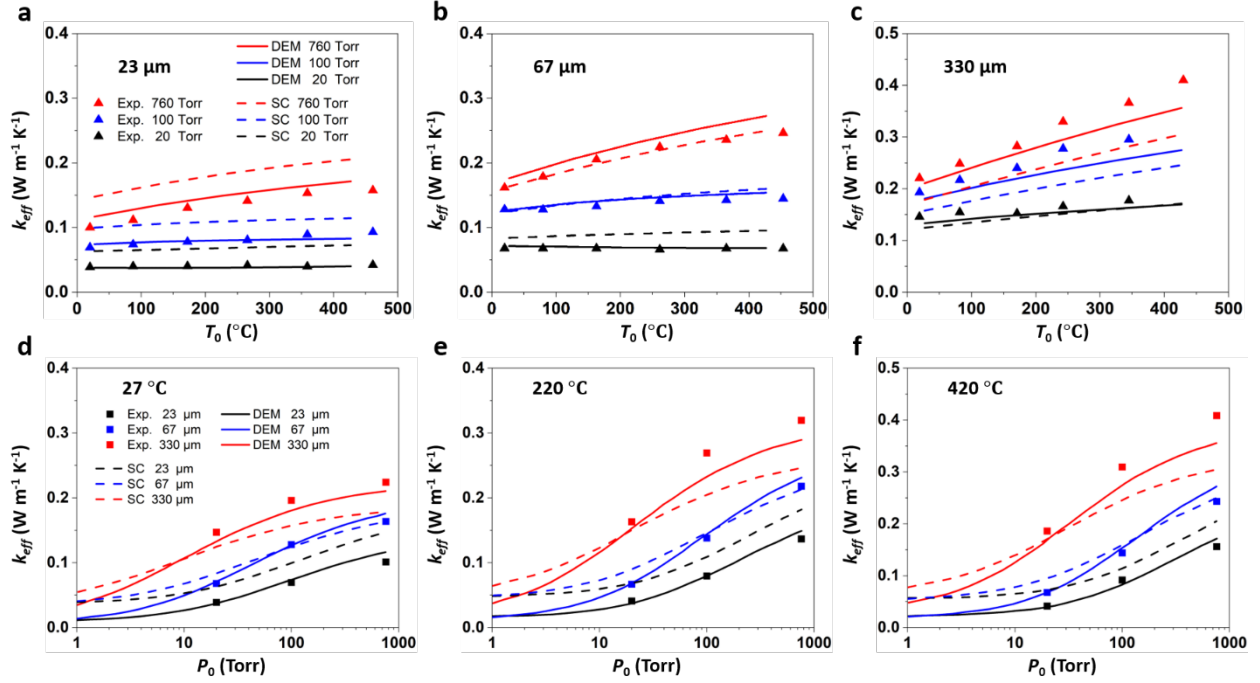 a
0.4
0.3
0.2
0.1
0.0
k_eff (W m⁻¹ K⁻¹)
23 μm
DEM 760 Torr
DEM 100 Torr
DEM 20 Torr
Exp. 760 Torr
Exp. 100 Torr
Exp. 20 Torr
SC 760 Torr
SC 100 Torr
SC 20 Torr
0 100 200 300 400 500
T₀ (°C)
b
0.4
0.3
0.2
0.1
0.0
k_eff (W m⁻¹ K⁻¹)
67 μm
0 100 200 300 400 500
T₀ (°C)
c
0.5
0.4
0.3
0.2
0.1
0.0
k_eff (W m⁻¹ K⁻¹)
330 μm
0 100 200 300 400 500
T₀ (°C)
d
0.4
0.3
0.2
0.1
0.0
k_eff (W m⁻¹ K⁻¹)
27 °C
Exp. 23 μm
Exp. 67 μm
Exp. 330 μm
DEM 23 μm
DEM 67 μm
DEM 330 μm
SC 23 μm
SC 67 μm
SC 330 μm
1 10 100 1000
P₀ (Torr)
e
0.4
0.3
0.2
0.1
0.0
k_eff (W m⁻¹ K⁻¹)
220 °C
1 10 100 1000
P₀ (Torr)
f
0.5
0.4
0.3
0.2
0.1
0.0
k_eff (W m⁻¹ K⁻¹)
420 °C
1 10 100 1000
P₀ (Torr)